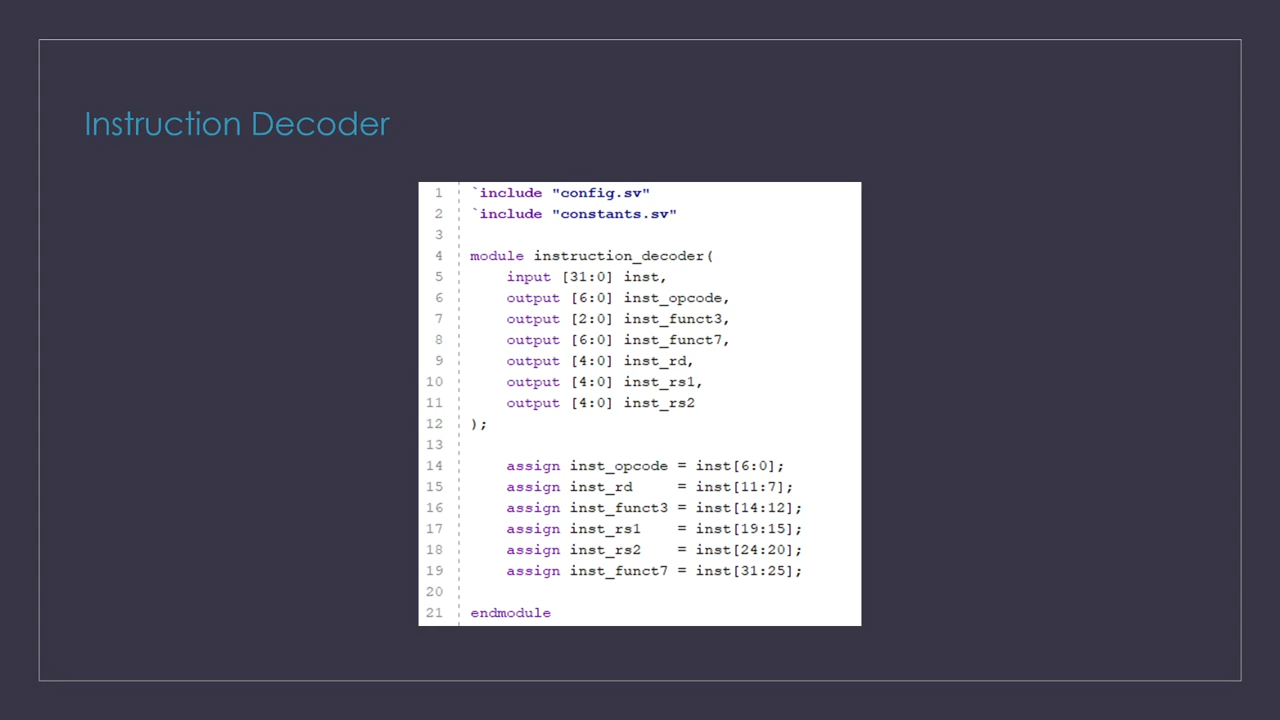 Instruction Decoder
1 `include "config.sv"
2 `include "constants.sv"
3
4 module instruction_decoder(
5     input [31:0] inst,
6     output [6:0] inst_opcode,
7     output [2:0] inst_funct3,
8     output [6:0] inst_funct7,
9     output [4:0] inst_rd,
10     output [4:0] inst_rs1,
11     output [4:0] inst_rs2
12 );
13
14     assign inst_opcode = inst[6:0];
15     assign inst_rd     = inst[11:7];
16     assign inst_funct3 = inst[14:12];
17     assign inst_rs1    = inst[19:15];
18     assign inst_rs2    = inst[24:20];
19     assign inst_funct7 = inst[31:25];
20
21 endmodule